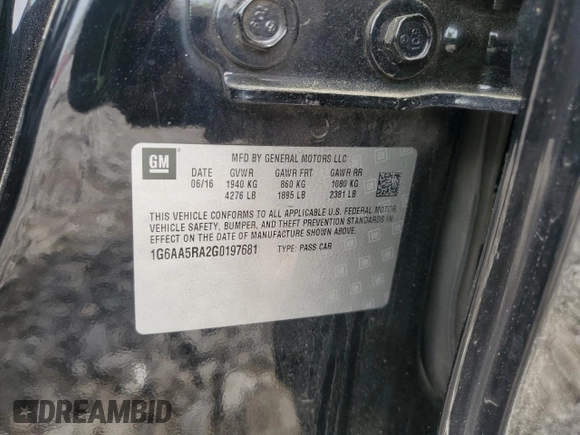 GM
MFD BY GENERAL MOTORS LLC
DATE GVWR GAWR FRT GAWR RR
06/16 1940 KG 860 KG 1080 KG
4276 LB 1895 LB 2381 LB
THIS VEHICLE CONFORMS TO ALL APPLICABLE U.S. FEDERAL MOTOR
VEHICLE SAFETY, BUMPER, AND THEFT PREVENTION STANDARDS IN
EFFECT ON THE DATE OF MANUFACTURE SHOWN ABOVE.
1G6AA5RA2G0197681 TYPE: PASS CAR
DREAMBID